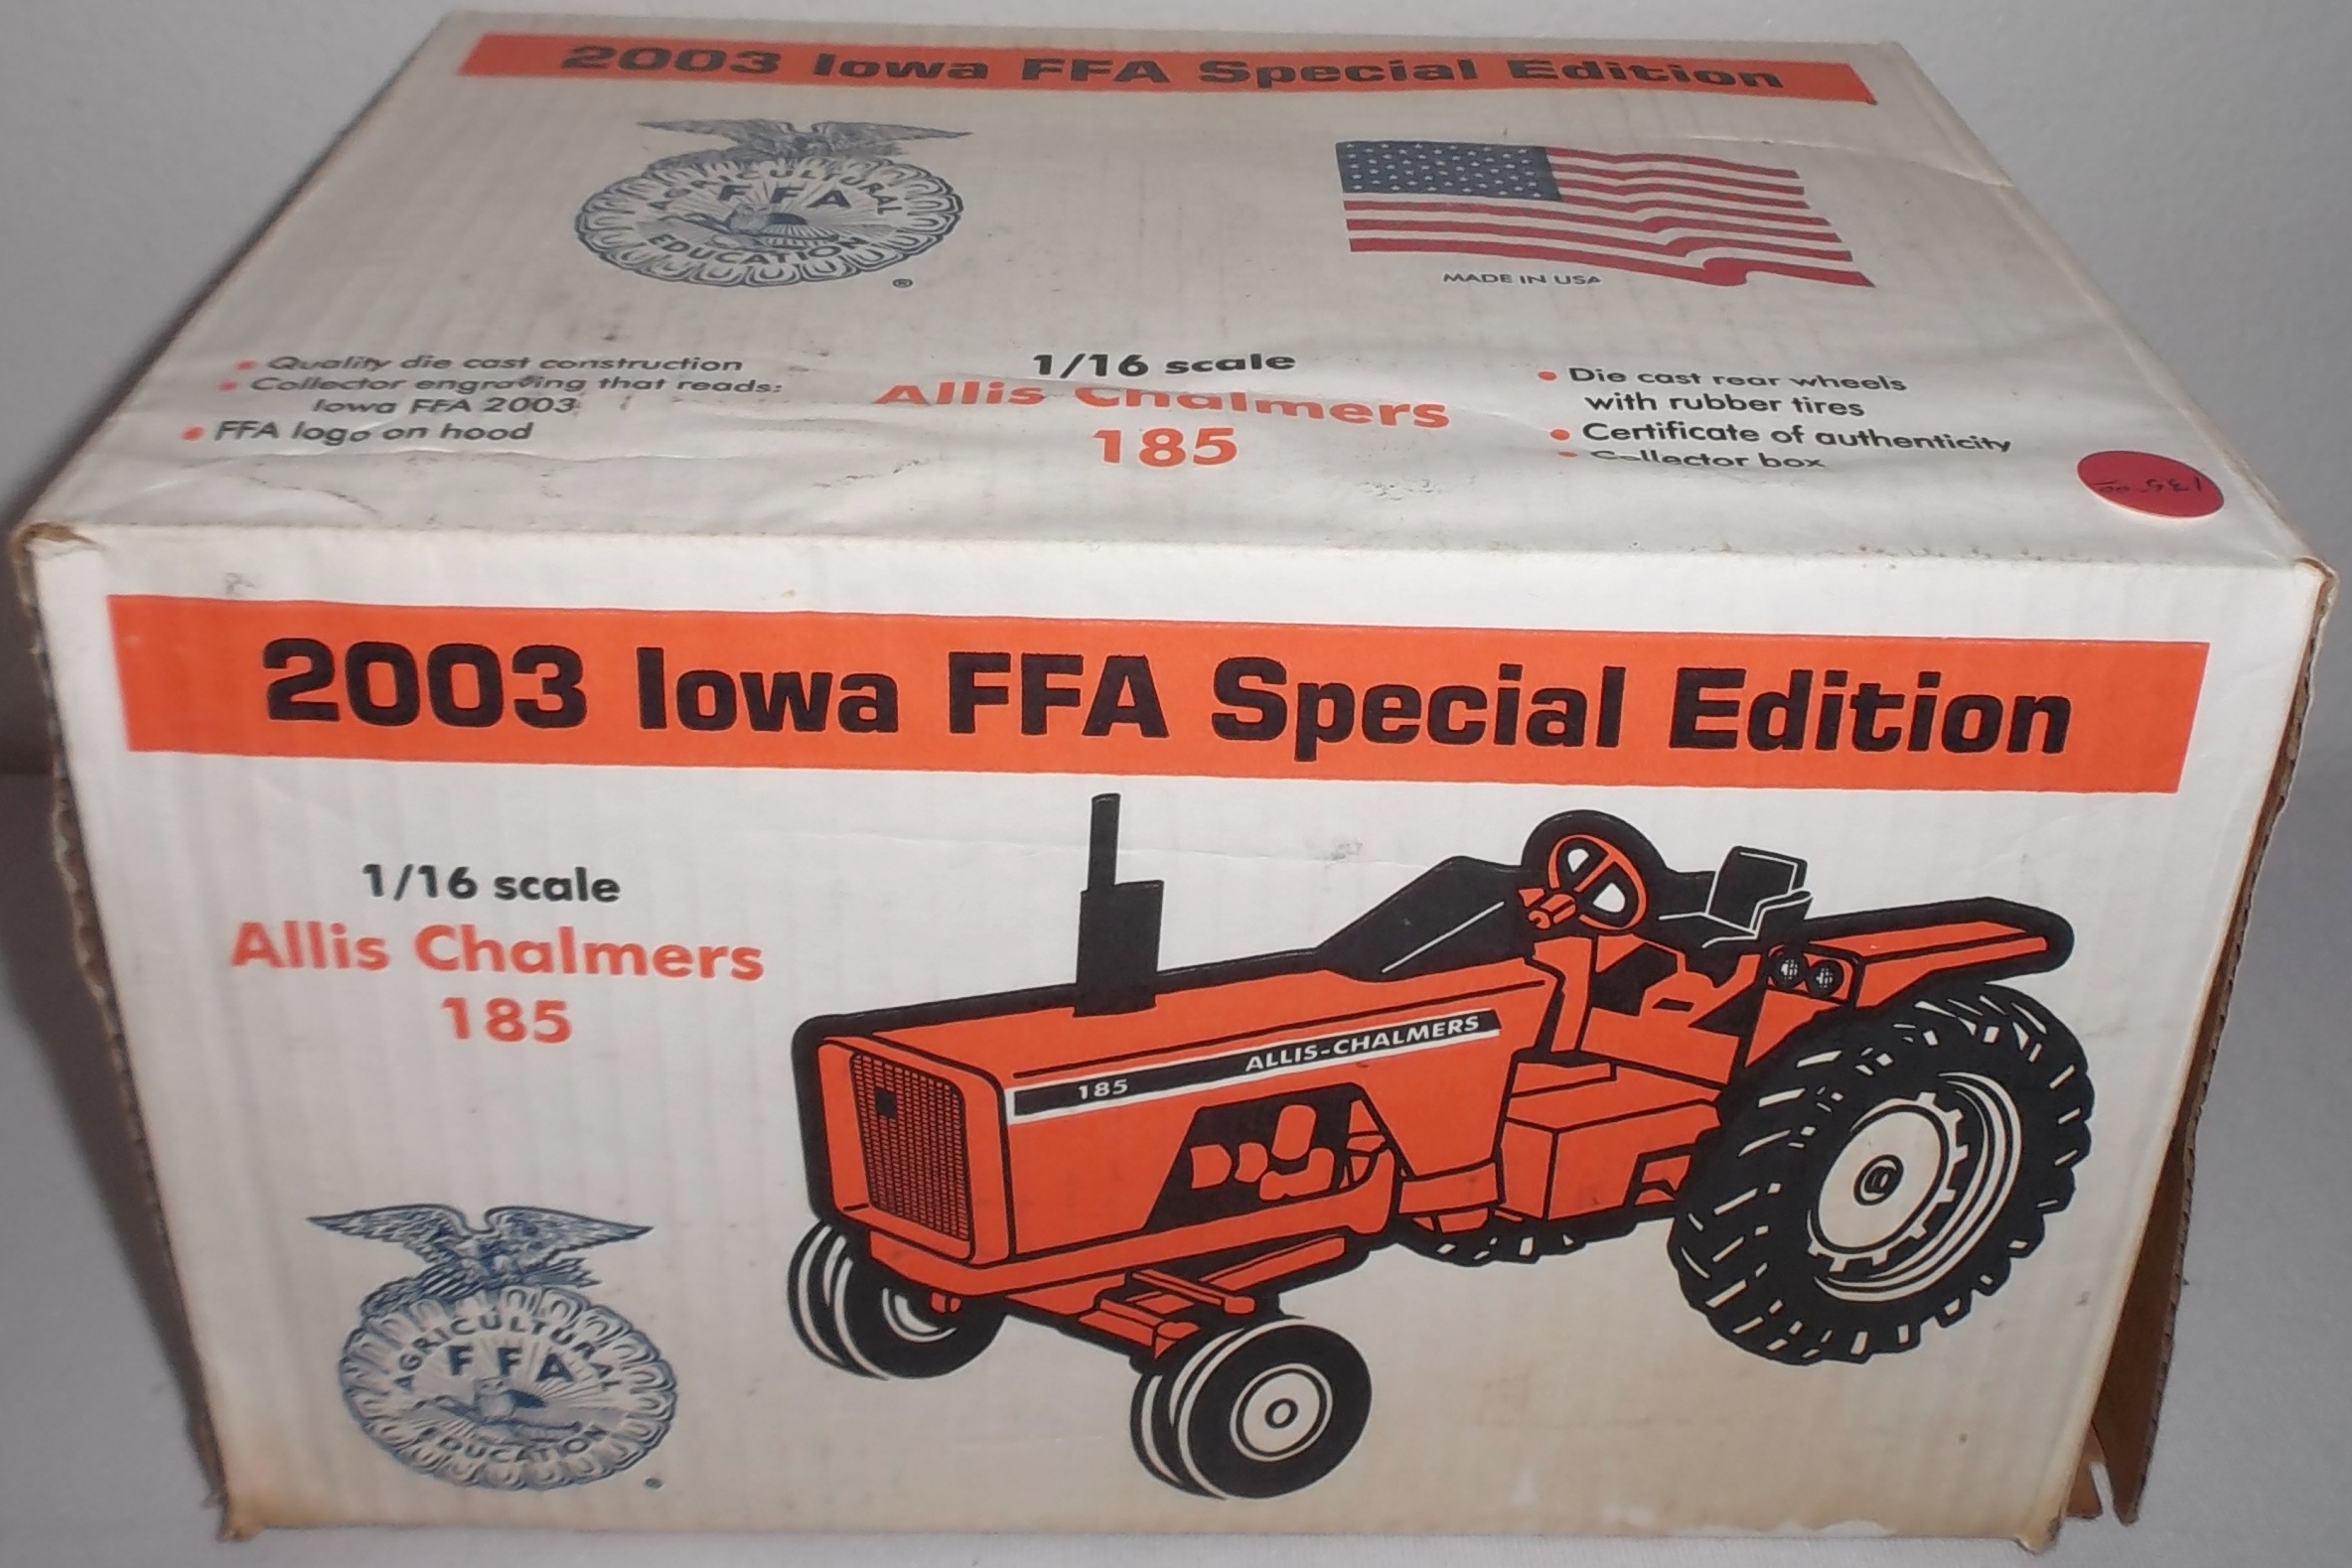 2003 Iowa FFA Special Edition
AGRICULTURAL
FFA
EDUCATION
®
MADE IN USA
• Quality die cast construction
• Collector engraving that reads:
Iowa FFA 2003
• FFA logo on hood
1/16 scale
Allis Chalmers
185
• Die cast rear wheels
with rubber tires
• Certificate of authenticity
• Collector box
135 00
2003 Iowa FFA Special Edition
1/16 scale
Allis Chalmers
185
185 ALLIS-CHALMERS
AGRICULTURAL
FFA
EDUCATION